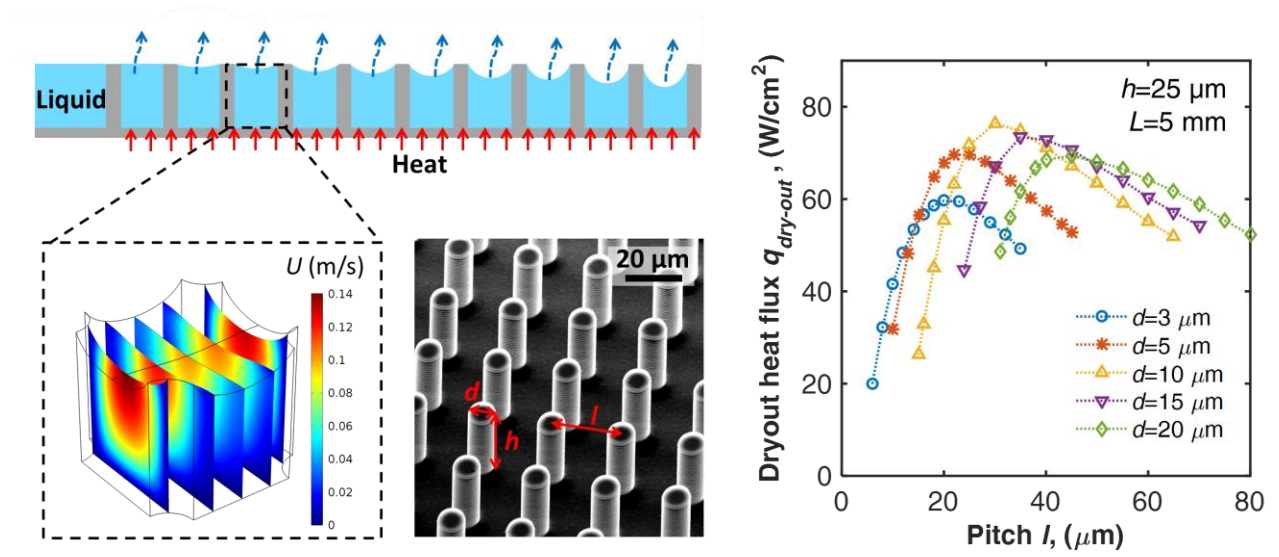 Liquid
Heat
U (m/s)
0.14
0.12
0.10
0.08
0.06
0.04
0.02
0
20 μm
d
h
l
Dryout heat flux q_dry-out, (W/cm²)
80
60
40
20
0
h=25 μm
L=5 mm
d=3 μm
d=5 μm
d=10 μm
d=15 μm
d=20 μm
0 20 40 60 80
Pitch l, (μm)